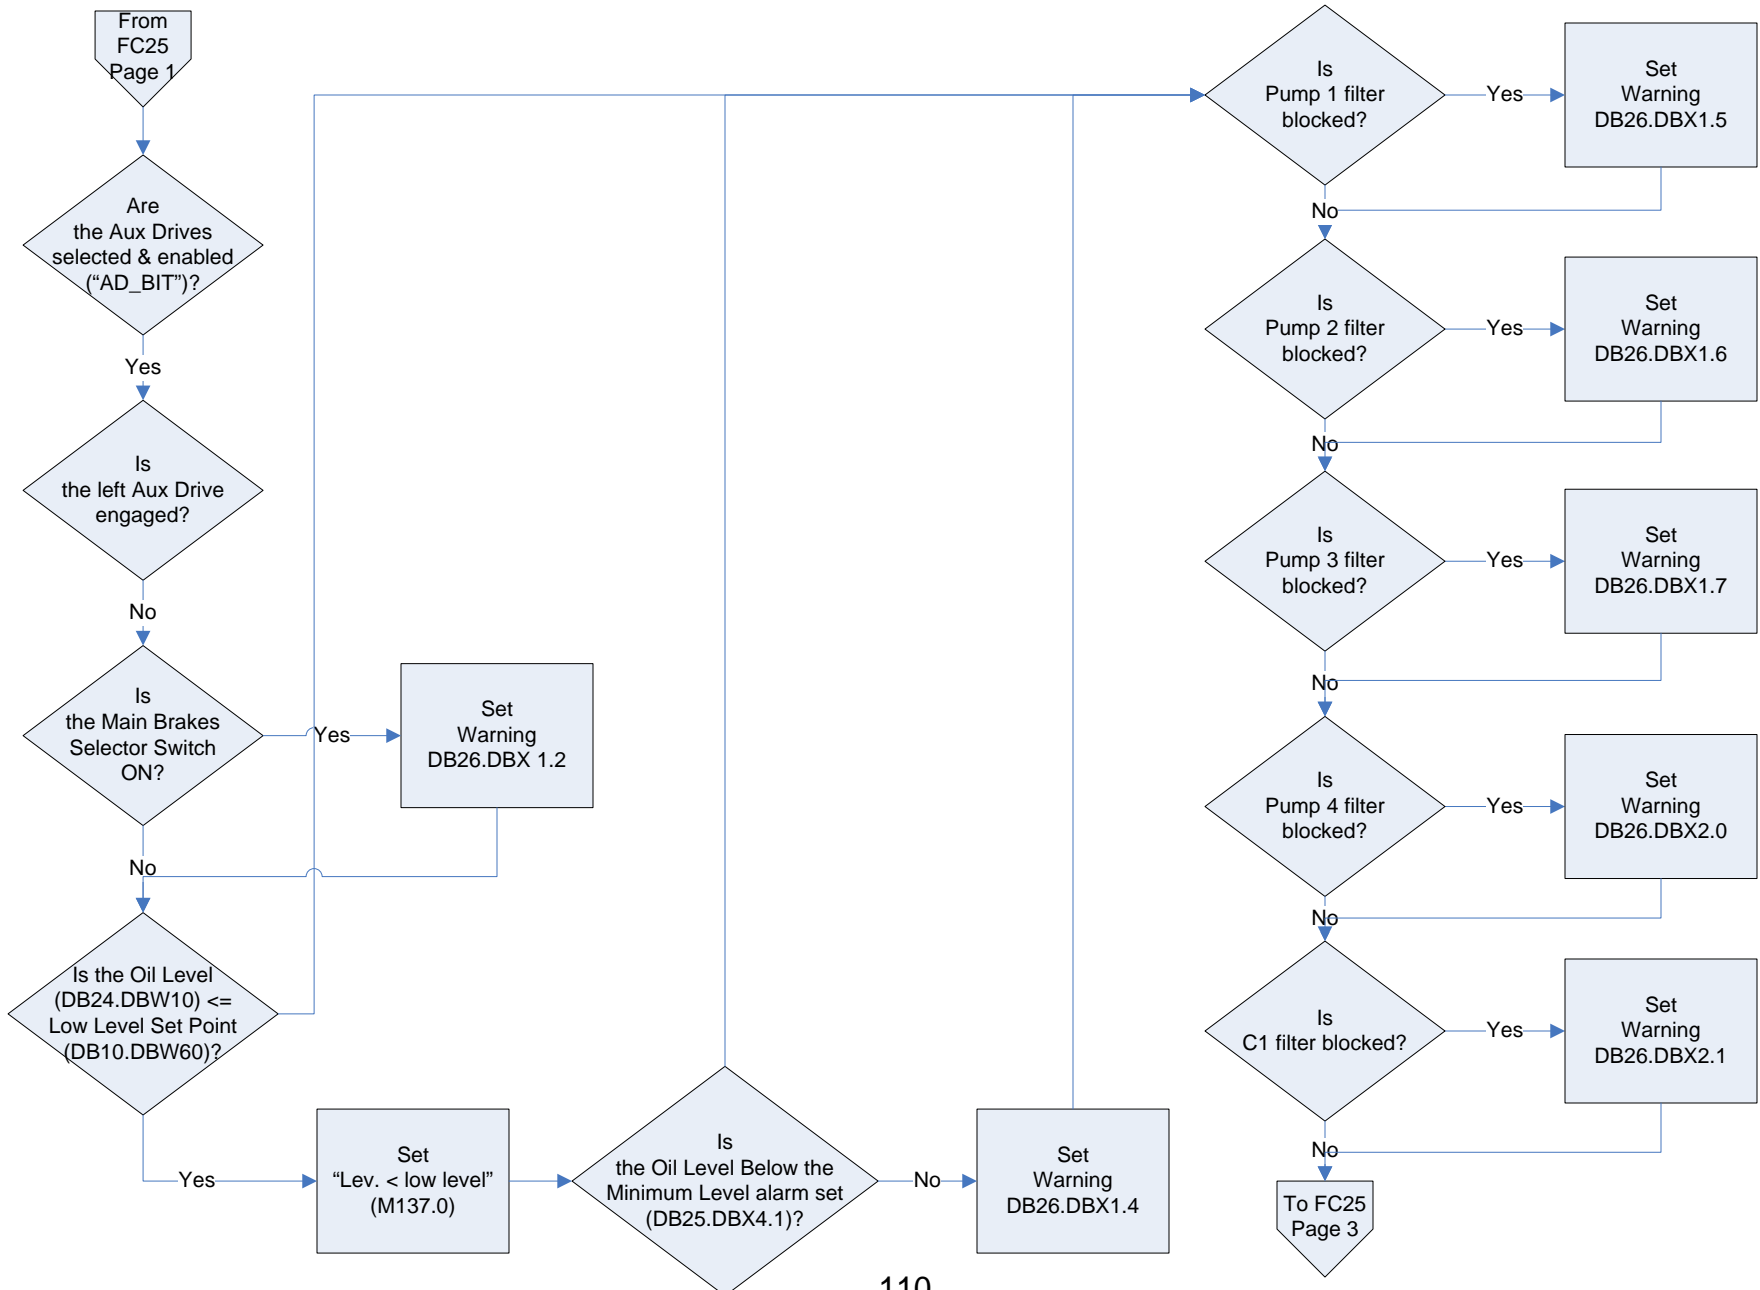 From
FC25
Page 1
Are
the Aux Drives
selected & enabled
(“AD_BIT”)?
Yes
Is
the left Aux Drive
engaged?
No
Is
the Main Brakes
Selector Switch
ON?
Yes
Set
Warning
DB26.DBX 1.2
No
Is the Oil Level
(DB24.DBW10) <=
Low Level Set Point
(DB10.DBW60)?
Yes
Set
“Lev. < low level”
(M137.0)
Is
the Oil Level Below the
Minimum Level alarm set
(DB25.DBX4.1)?
No
Set
Warning
DB26.DBX1.4
Is
Pump 1 filter
blocked?
Yes
Set
Warning
DB26.DBX1.5
No
Is
Pump 2 filter
blocked?
Yes
Set
Warning
DB26.DBX1.6
No
Is
Pump 3 filter
blocked?
Yes
Set
Warning
DB26.DBX1.7
No
Is
Pump 4 filter
blocked?
Yes
Set
Warning
DB26.DBX2.0
No
Is
C1 filter blocked?
Yes
Set
Warning
DB26.DBX2.1
No
To FC25
Page 3
110